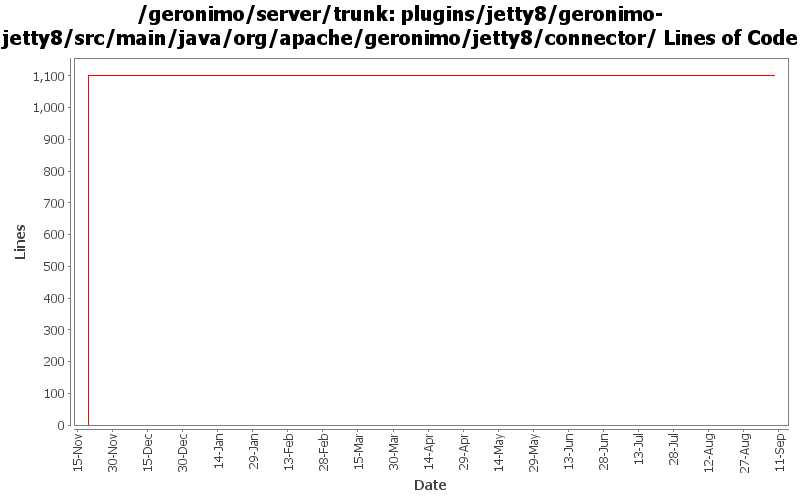 /geronimo/server/trunk: plugins/jetty8/geronimo-
jetty8/src/main/java/org/apache/geronimo/jetty8/connector/ Lines of Code
1,100
1,000
900
800
700
600
500
400
300
200
100
0
Lines
15-Nov
30-Nov
15-Dec
30-Dec
14-Jan
29-Jan
13-Feb
28-Feb
15-Mar
30-Mar
14-Apr
29-Apr
14-May
29-May
13-Jun
28-Jun
13-Jul
28-Jul
12-Aug
27-Aug
11-Sep
Date